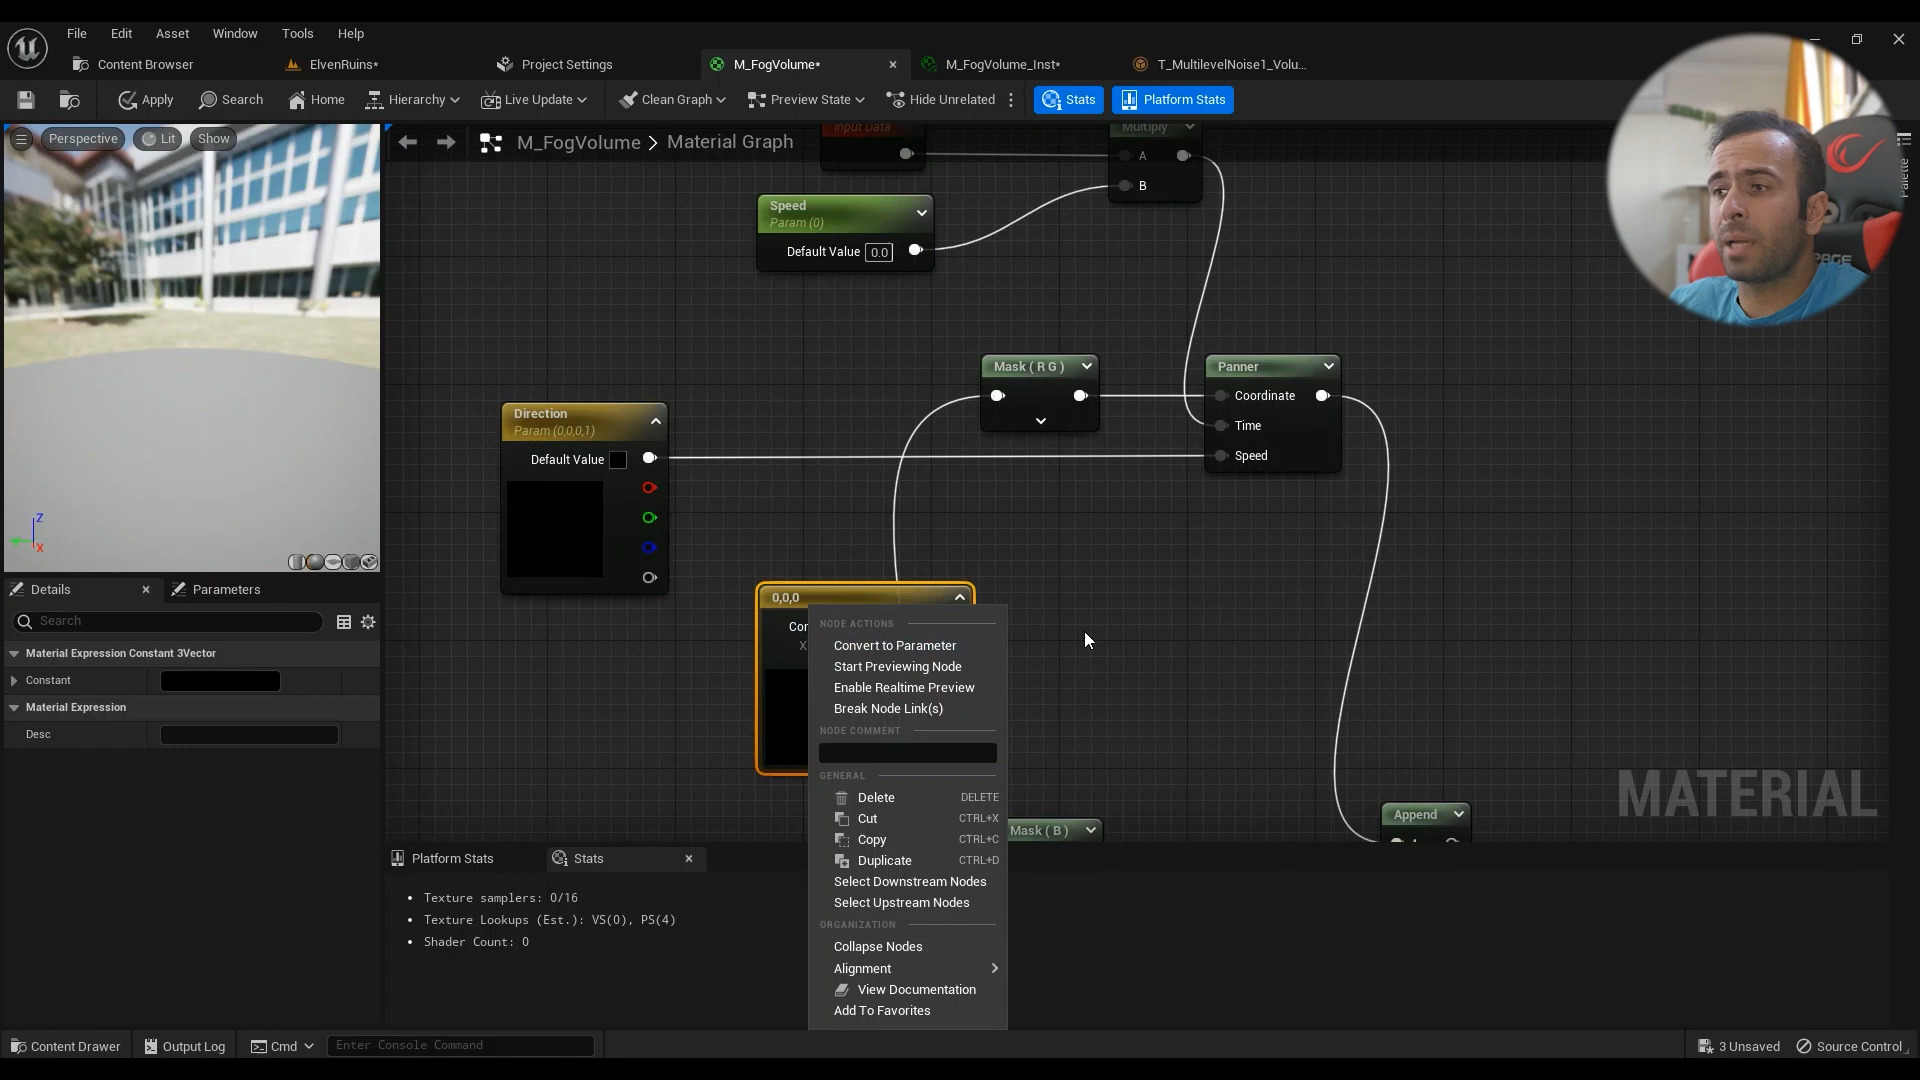 File Edit Asset Window Tools Help
Content Browser
ElvenRuins*
Project Settings
M_FogVolume*
M_FogVolume_Inst*
T_MultilevelNoise1_Volu...
Apply
Search
Home
Hierarchy
Live Update
Clean Graph
Preview State
Hide Unrelated
Stats
Platform Stats
Perspective
Lit
Show
M_FogVolume > Material Graph
Palette
Input Data
Multiply
A
B
Speed
Param (0)
Default Value 0.0
Mask ( R G )
Panner
Coordinate
Time
Speed
Direction
Param (0,0,0,1)
Default Value
Z
X
Details
Parameters
Search
Material Expression Constant 3Vector
Constant
Material Expression
Desc
0,0,0
Con
X
NODE ACTIONS
Convert to Parameter
Start Previewing Node
Enable Realtime Preview
Break Node Link(s)
NODE COMMENT
GENERAL
Delete DELETE
Cut CTRL+X
Copy CTRL+C
Duplicate CTRL+D
Select Downstream Nodes
Select Upstream Nodes
ORGANIZATION
Collapse Nodes
Alignment
View Documentation
Add To Favorites
Mask ( B )
Append
MATERIAL
Platform Stats
Stats
Texture samplers: 0/16
Texture Lookups (Est.): VS(0), PS(4)
Shader Count: 0
Content Drawer
Output Log
Cmd
Enter Console Command
3 Unsaved
Source Control